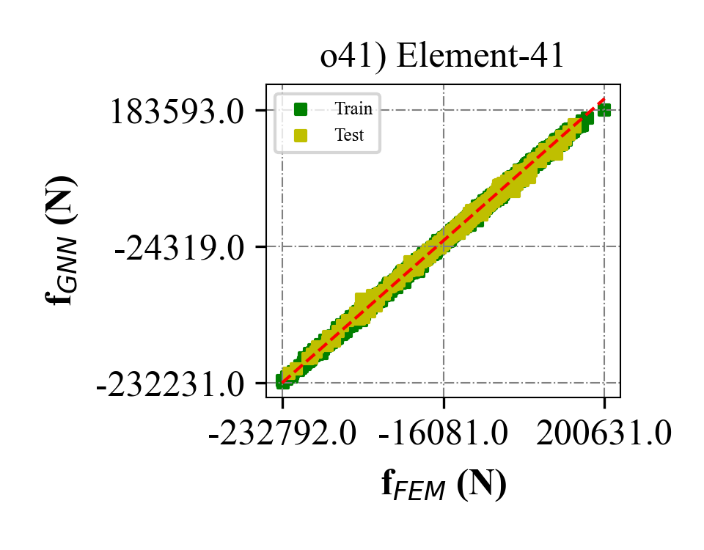 o41) Element-41
183593.0
-24319.0
-232231.0
f_GNN (N)
Train
Test
-232792.0 -16081.0 200631.0
f_FEM (N)